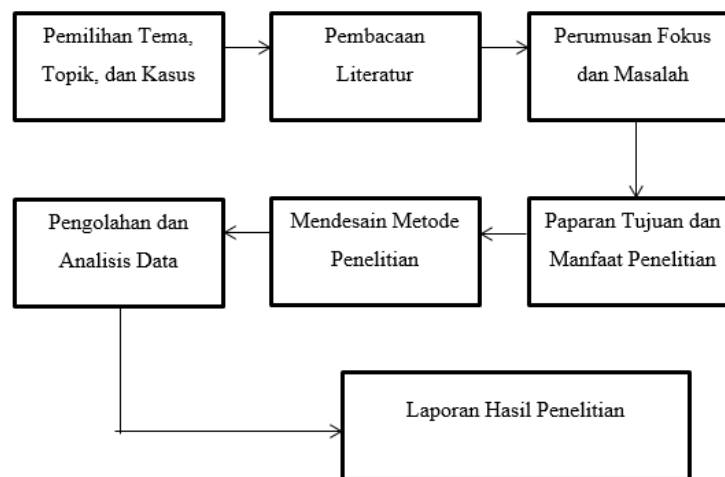 Pemilihan Tema,
Topik, dan Kasus
Pembacaan
Literatur
Perumusan Fokus
dan Masalah
Paparan Tujuan dan
Manfaat Penelitian
Mendesain Metode
Penelitian
Pengolahan dan
Analisis Data
Laporan Hasil Penelitian